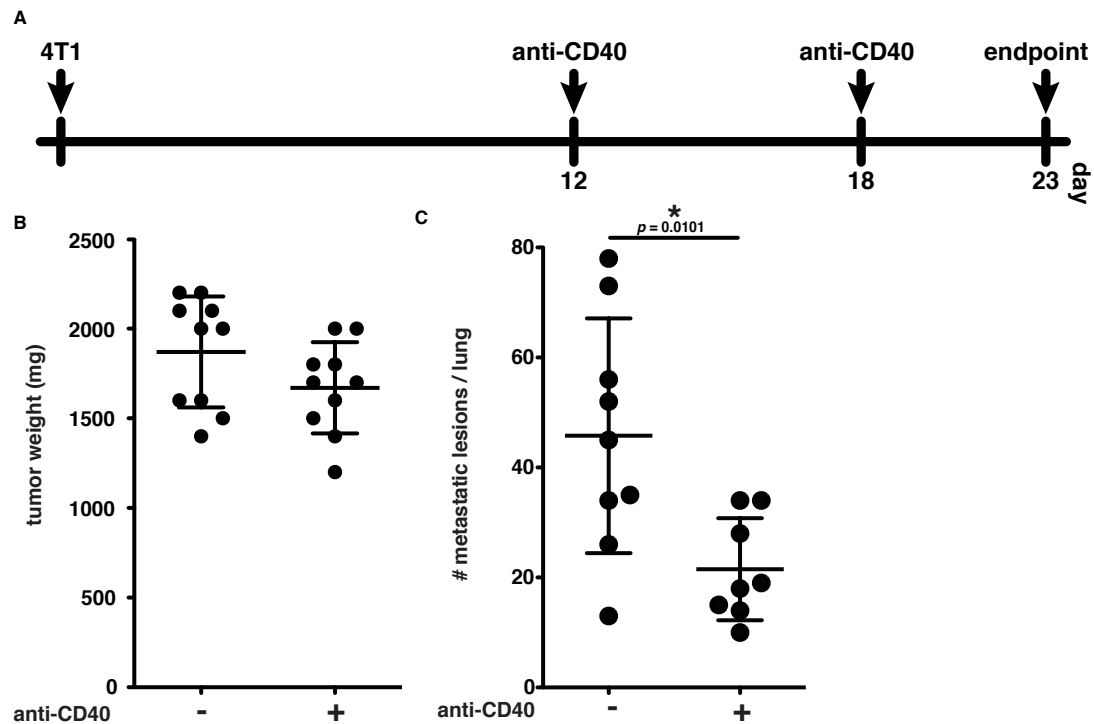 A
4T1 anti-CD40 anti-CD40 endpoint
12 18 23 day
B
2500
2000
1500
1000
500
0
tumor weight (mg)
anti-CD40 - +
C
*
p = 0.0101
80
60
40
20
0
# metastatic lesions / lung
anti-CD40 - +